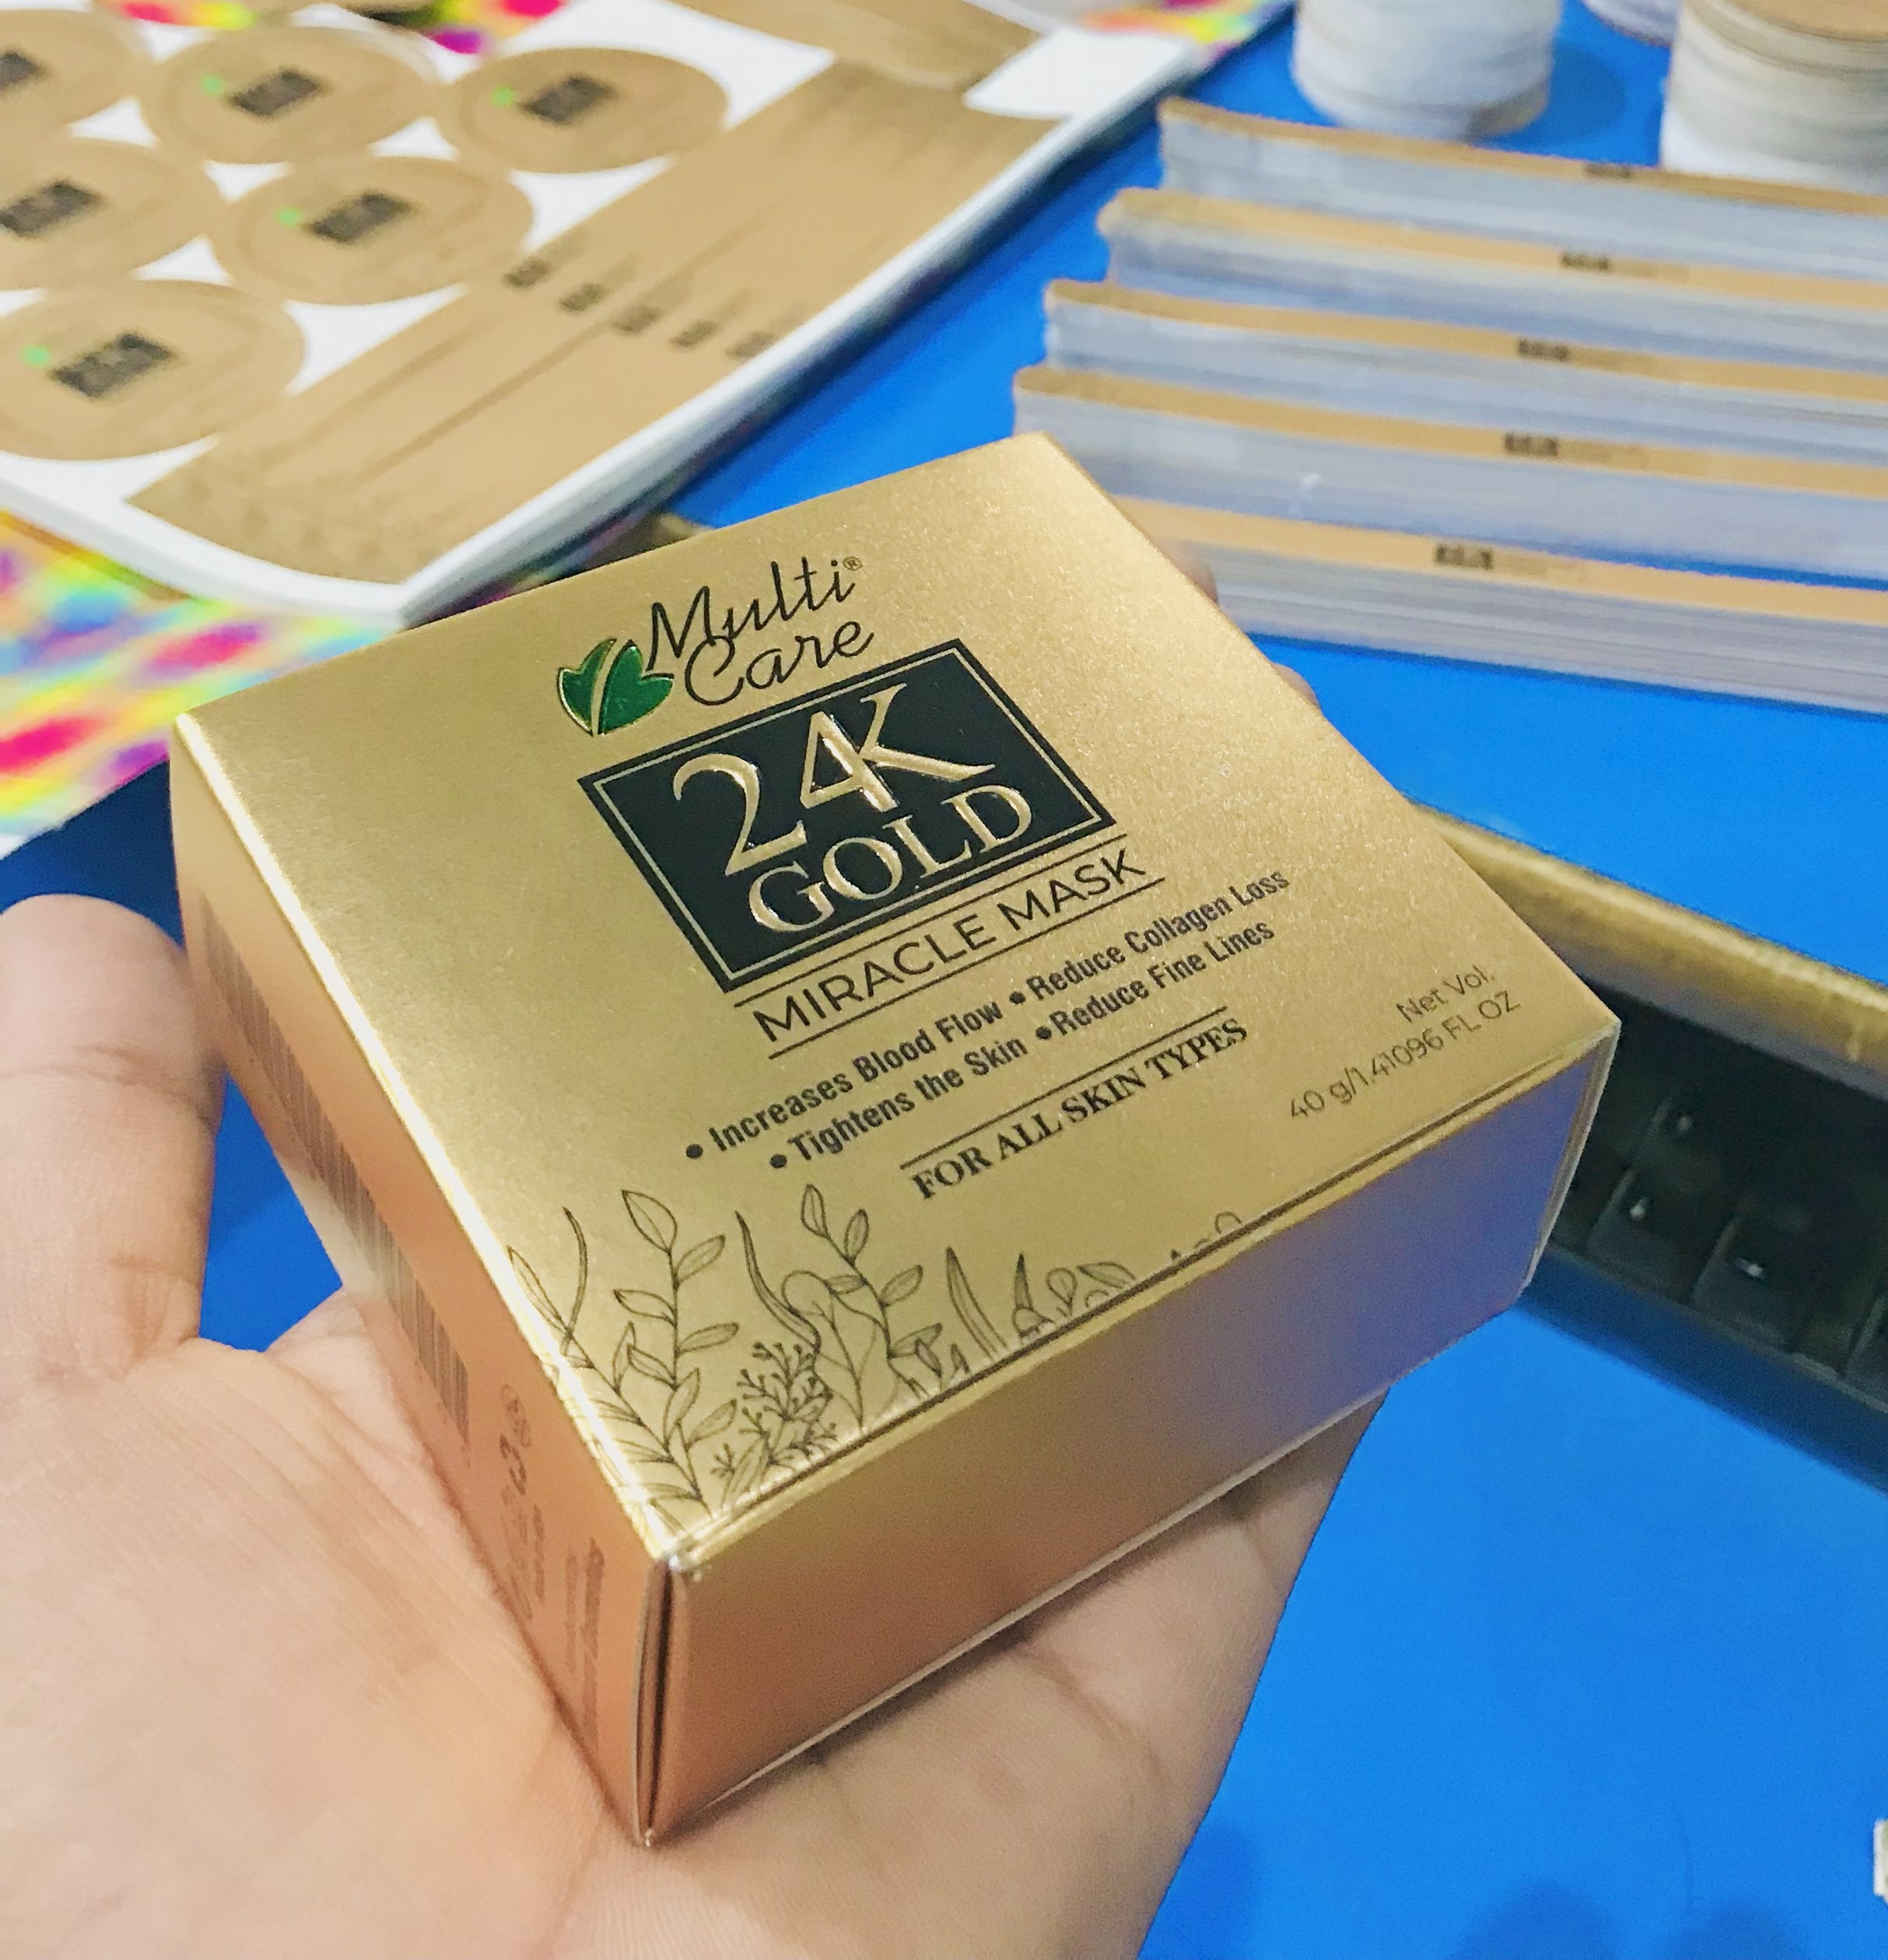 Multi®
Care
24K
GOLD
MIRACLE MASK
• Increases Blood Flow • Reduce Collagen Loss
• Tightens the Skin • Reduce Fine Lines
FOR ALL SKIN TYPES
Net Vol.
40 g/1.41096 FL OZ